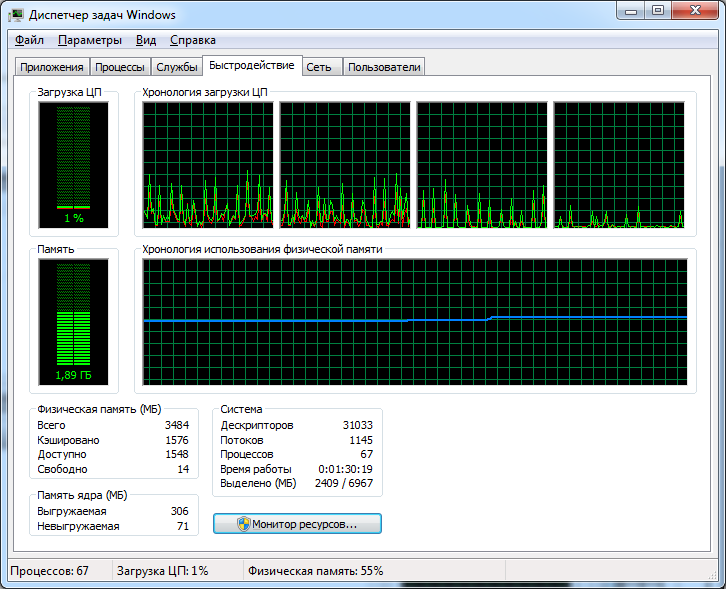 Диспетчер задач Windows
Файл Параметры Вид Справка
Приложения Процессы Службы Быстродействие Сеть Пользователи
Загрузка ЦП Хронология загрузки ЦП
1 %
Память Хронология использования физической памяти
1,89 ГБ
Физическая память (МБ) Система
Всего 3484 Дескрипторов 31033
Кэшировано 1576 Потоков 1145
Доступно 1548 Процессов 67
Свободно 14 Время работы 0:01:30:19
Выделено (МБ) 2409 / 6967
Память ядра (МБ)
Выгружаемая 306
Невыгружаемая 71 Монитор ресурсов...
Процессов: 67 Загрузка ЦП: 1% Физическая память: 55%